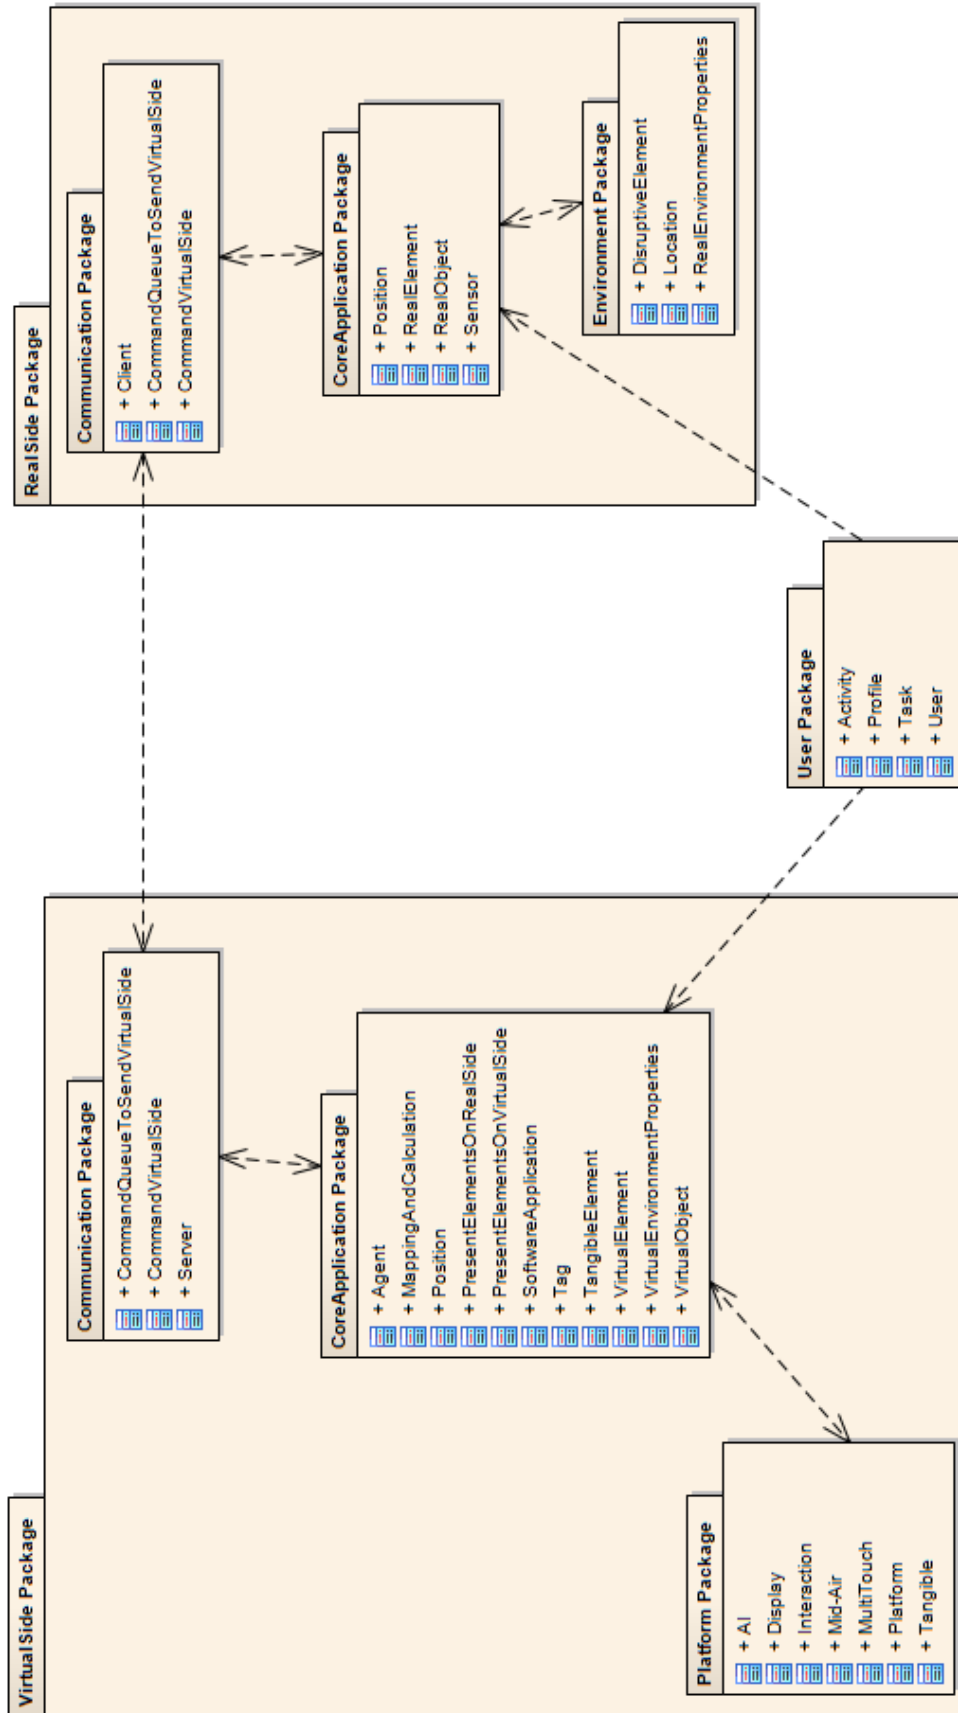 VirtualSide Package
Communication Package
+ CommandQueueToSendVirtualSide
+ CommandVirtualSide
+ Server
CoreApplication Package
+ Agent
+ MappingAndCalculation
+ Position
+ PresentElementsOnRealSide
+ PresentElementsOnVirtualSide
+ SoftwareApplication
+ Tag
+ TangibleElement
+ VirtualElement
+ VirtualEnvironmentProperties
+ VirtualObject
Platform Package
+ AI
+ Display
+ Interaction
+ Mid-Air
+ MultiTouch
+ Platform
+ Tangible
RealSide Package
Communication Package
+ Client
+ CommandQueueToSendVirtualSide
+ CommandVirtualSide
CoreApplication Package
+ Position
+ RealElement
+ RealObject
+ Sensor
Environment Package
+ DisruptiveElement
+ Location
+ RealEnvironmentProperties
User Package
+ Activity
+ Profile
+ Task
+ User